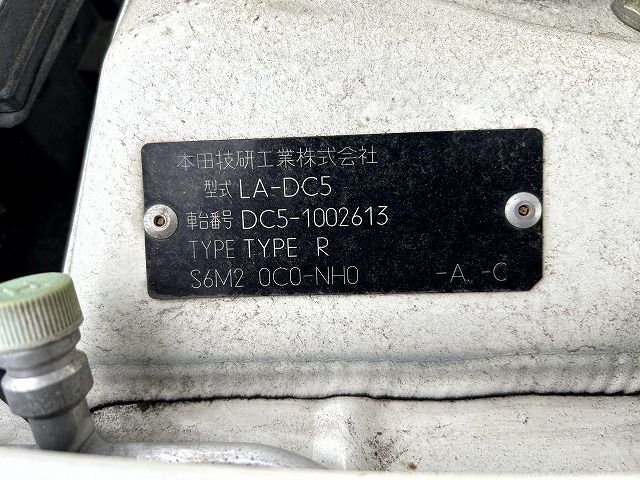 本田技研工業株式会社
型式 LA-DC5
車台番号 DC5-1002613
TYPE TYPE R
S6M2 0C0-NH0 -A -C